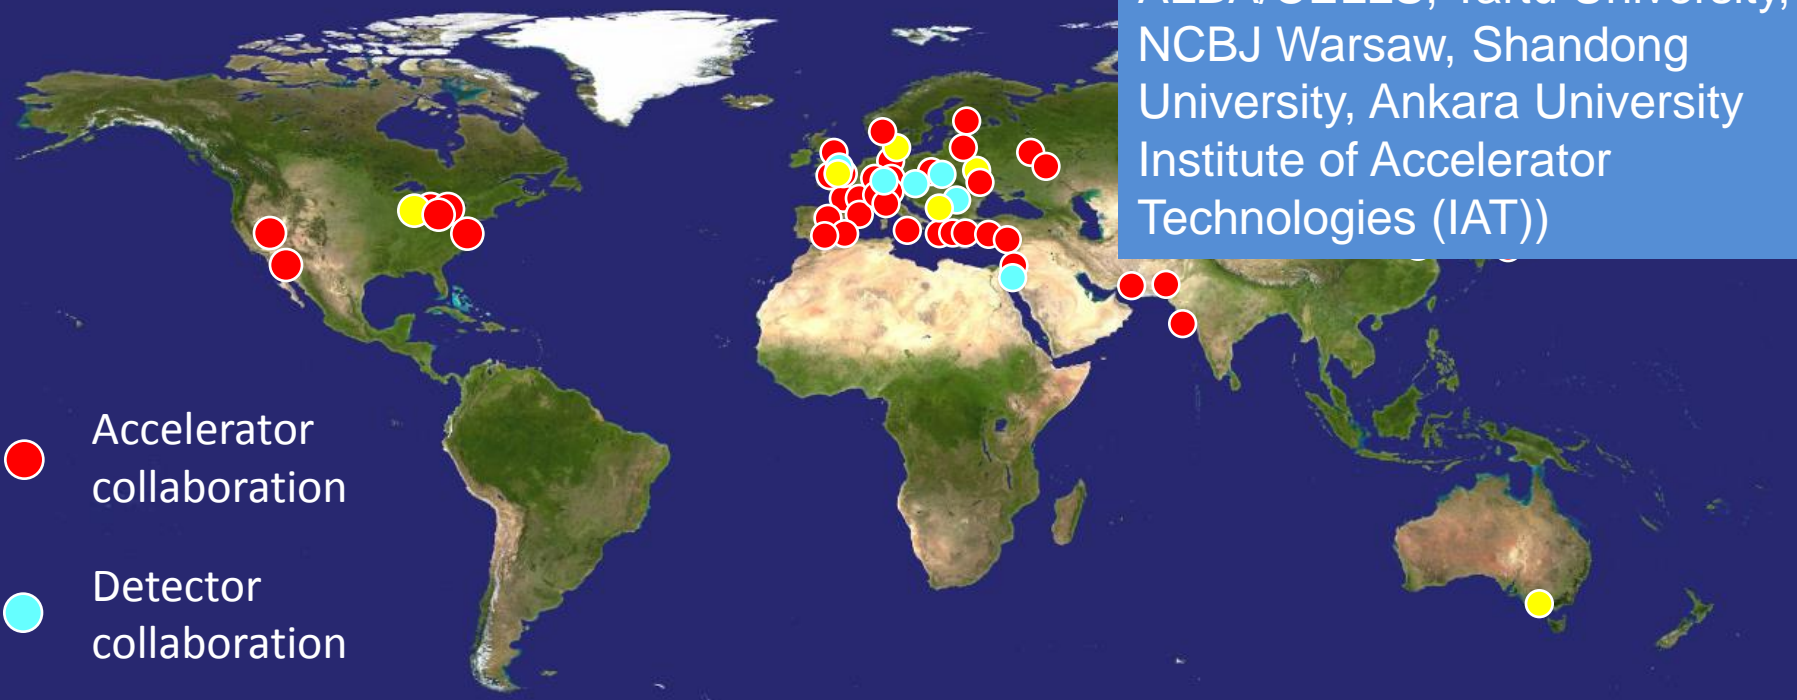 NCBJ Warsaw, Shandong
University, Ankara University
Institute of Accelerator
Technologies (IAT))
Accelerator
collaboration
Detector
collaboration